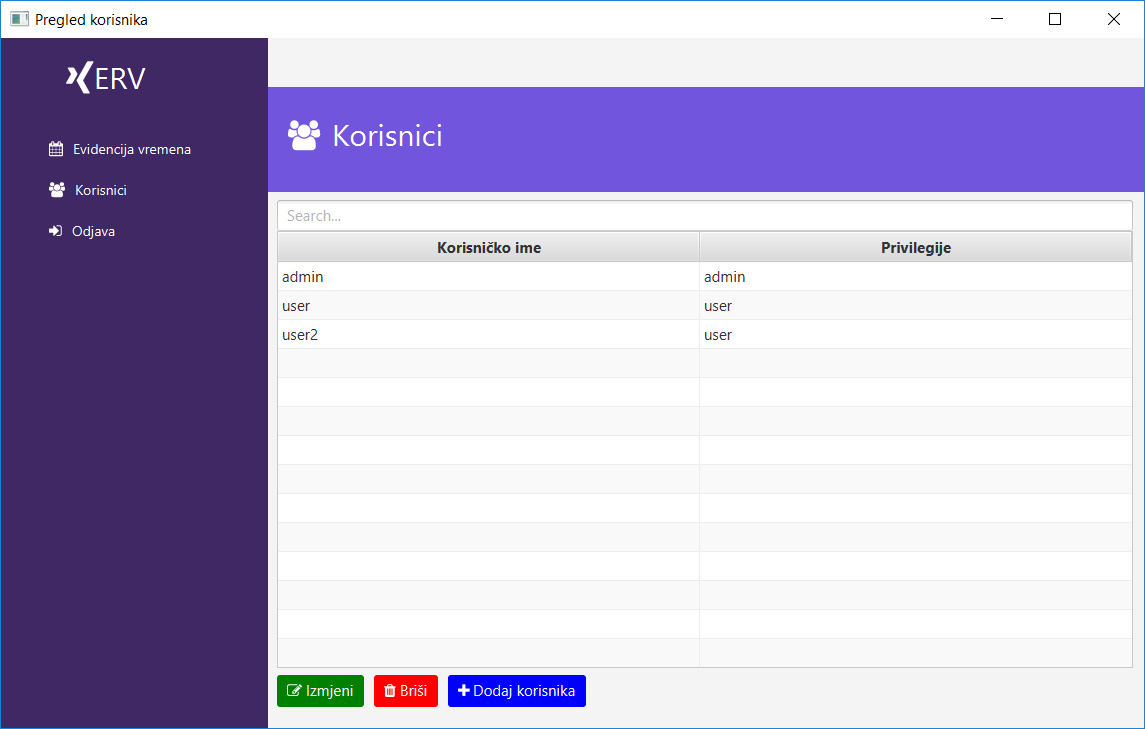 Pregled korisnika
ERV
Evidencija vremena
Korisnici
Odjava
Korisnici
Search...
Korisničko ime Privilegije
admin admin
user user
user2 user
Izmjeni Briši Dodaj korisnika